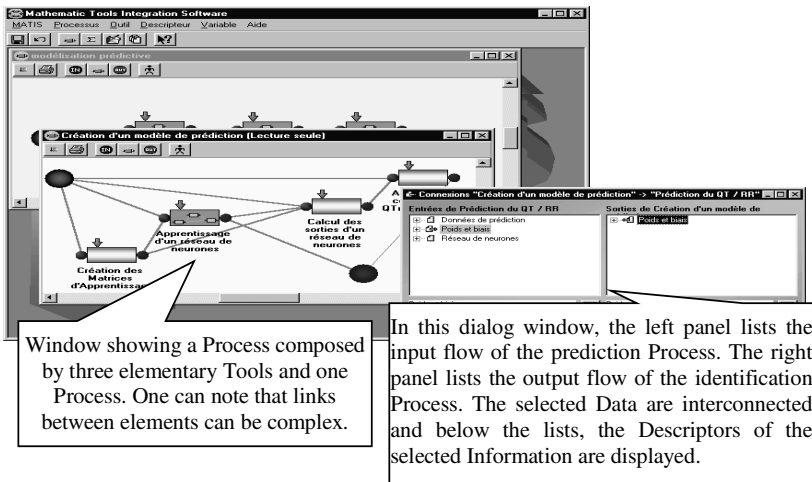 Mathematic Tools Integration Software
MATIS Processus Outil Descripteur Variable Aide
modélisation prédictive
IN OUT
Création d'un modèle de prédiction (Lecture seule)
IN OUT
Calcul des
sorties d'un
réseau de
neurones
Apprentissage
d'un réseau de
neurones
Création des
Matrices
Connexions "Création d'un modèle de prédiction" -> "Prédiction du QT / RR"
Entrées de Prédiction du QT / RR
Données de prédiction
Poids et biais
Réseau de neurones
Sorties de Création d'un modèle de
Poids et biais
Window showing a Process composed
by three elementary Tools and one
Process. One can note that links
between elements can be complex.
In this dialog window, the left panel lists the
input flow of the prediction Process. The right
panel lists the output flow of the identification
Process. The selected Data are interconnected
and below the lists, the Descriptors of the
selected Information are displayed.